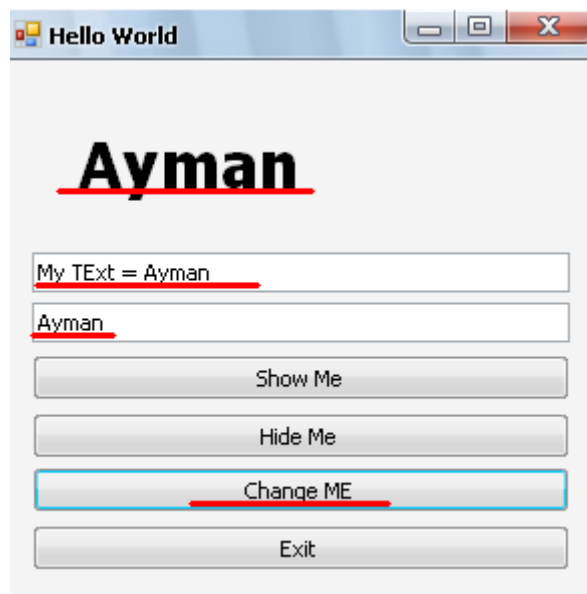 Hello World
Ayman
My TExt = Ayman
Ayman
Show Me
Hide Me
Change ME
Exit